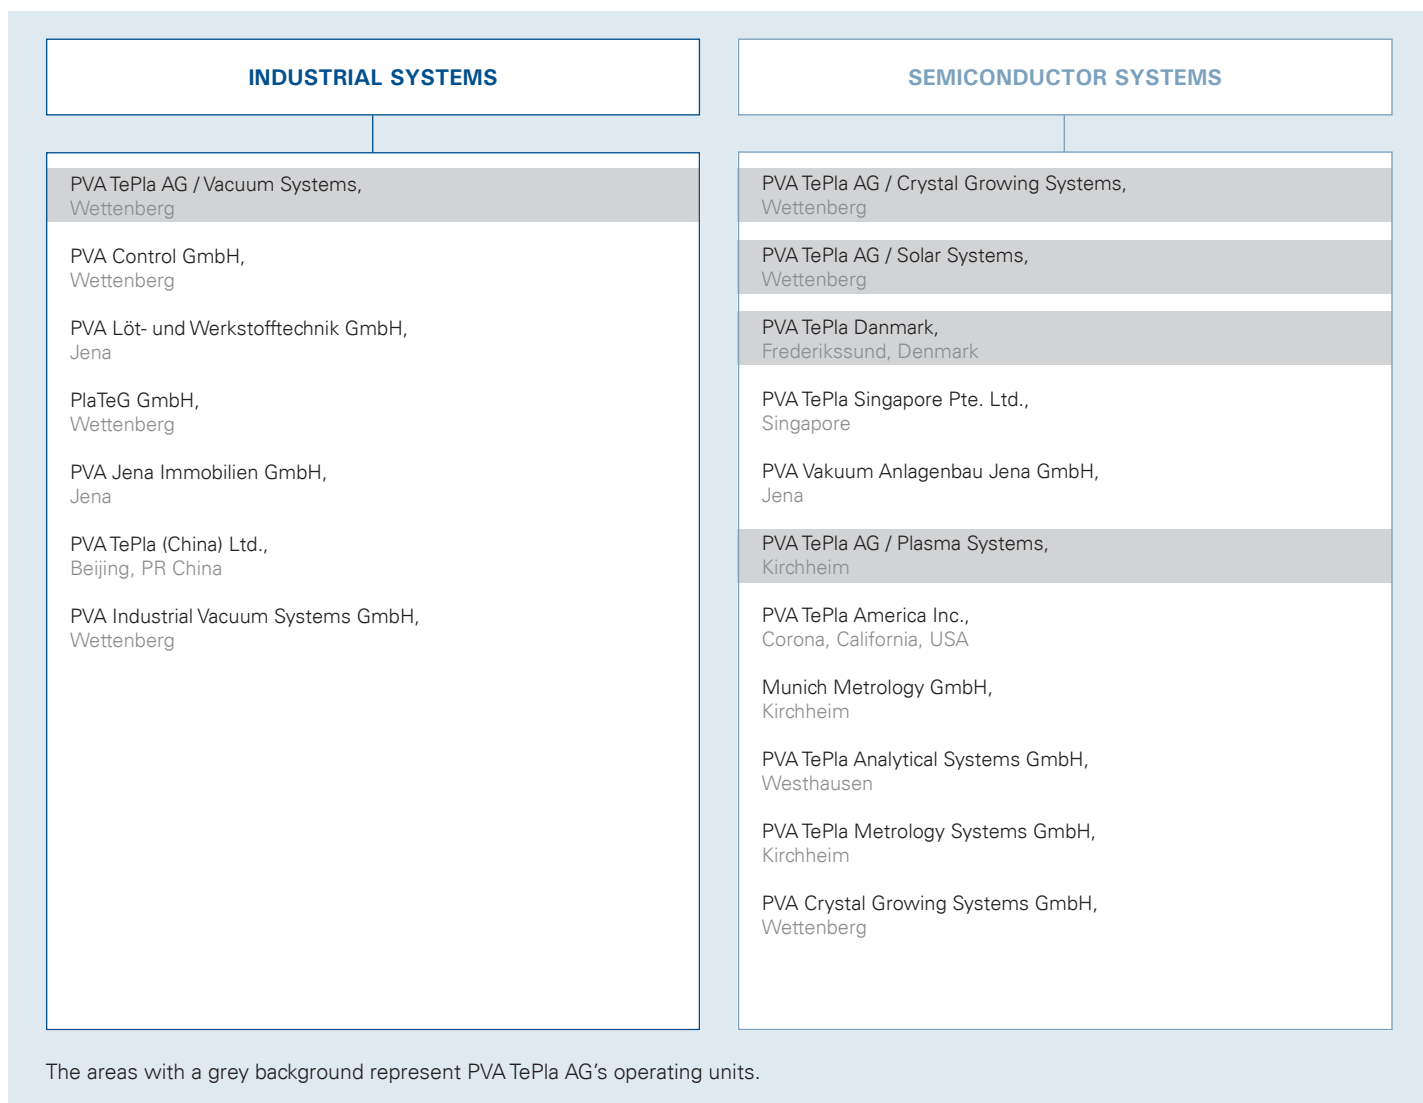 INDUSTRIAL SYSTEMS
PVA TePla AG / Vacuum Systems,
Wettenberg
PVA Control GmbH,
Wettenberg
PVA Löt- und Werkstofftechnik GmbH,
Jena
PlaTeG GmbH,
Wettenberg
PVA Jena Immobilien GmbH,
Jena
PVA TePla (China) Ltd.,
Beijing, PR China
PVA Industrial Vacuum Systems GmbH,
Wettenberg
SEMICONDUCTOR SYSTEMS
PVA TePla AG / Crystal Growing Systems,
Wettenberg
PVA TePla AG / Solar Systems,
Wettenberg
PVA TePla Danmark,
Frederikssund, Denmark
PVA TePla Singapore Pte. Ltd.,
Singapore
PVA Vakuum Anlagenbau Jena GmbH,
Jena
PVA TePla AG / Plasma Systems,
Kirchheim
PVA TePla America Inc.,
Corona, California, USA
Munich Metrology GmbH,
Kirchheim
PVA TePla Analytical Systems GmbH,
Westhausen
PVA TePla Metrology Systems GmbH,
Kirchheim
PVA Crystal Growing Systems GmbH,
Wettenberg
The areas with a grey background represent PVA TePla AG’s operating units.